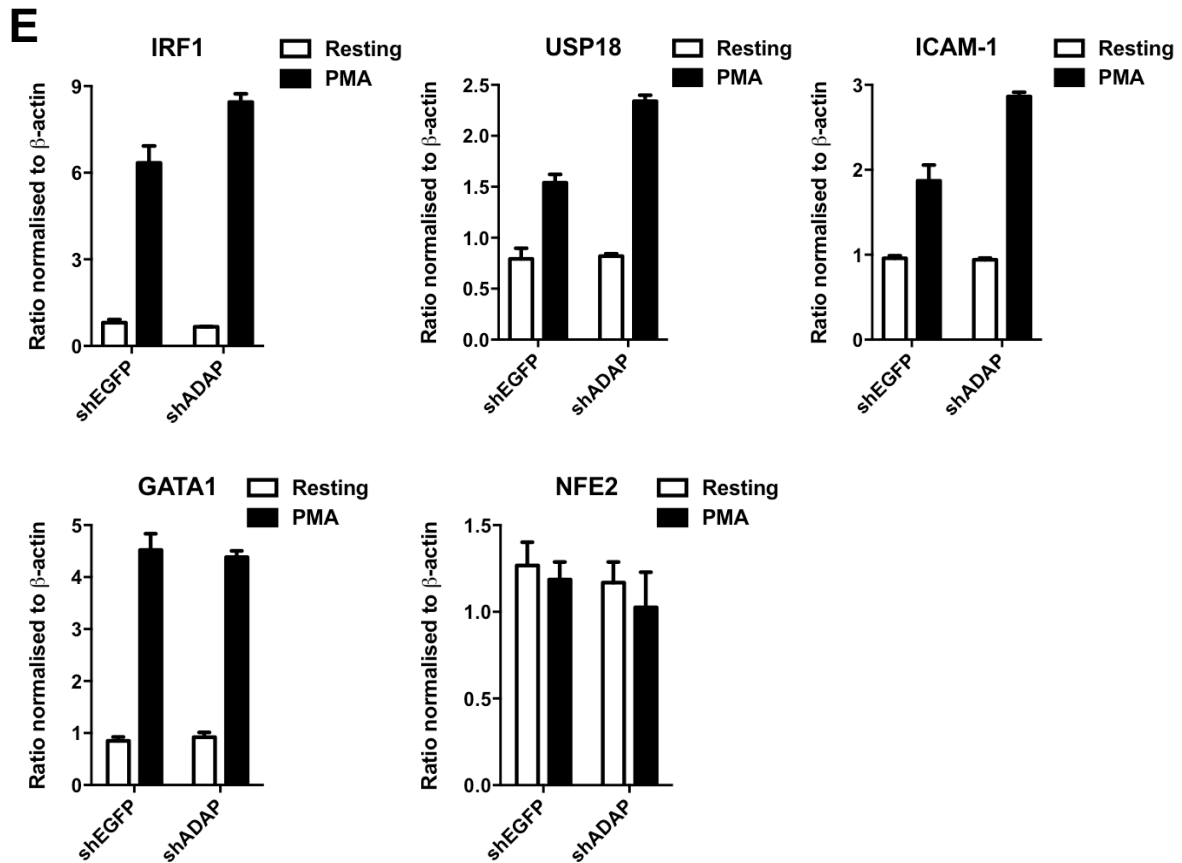 E
IRF1
Resting
PMA
Ratio normalised to β-actin
9
6
3
0
shEGFP
shADAP
USP18
Resting
PMA
Ratio normalised to β-actin
2.5
2.0
1.5
1.0
0.5
0.0
shEGFP
shADAP
ICAM-1
Resting
PMA
Ratio normalised to β-actin
3
2
1
0
shEGFP
shADAP
GATA1
Resting
PMA
Ratio normalised to β-actin
5
4
3
2
1
0
shEGFP
shADAP
NFE2
Resting
PMA
Ratio normalised to β-actin
1.5
1.0
0.5
0.0
shEGFP
shADAP